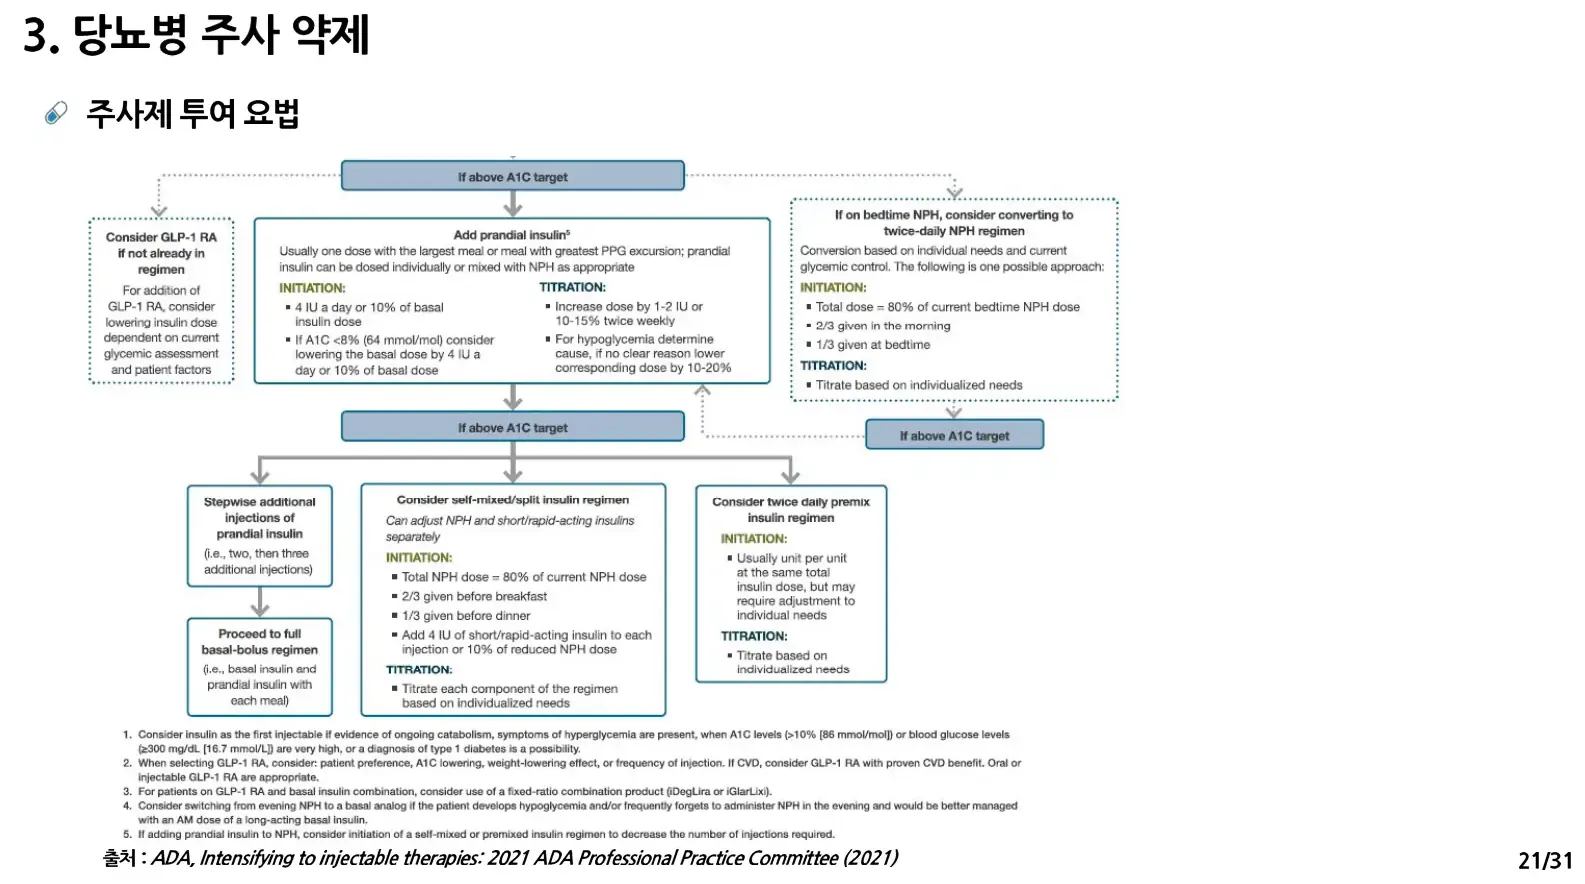 3. 당뇨병 주사 약제
주사제 투여 요법
If above A1C target
Consider GLP-1 RA
if not already in
regimen
For addition of
GLP-1 RA, consider
lowering insulin dose
dependent on current
glycemic assessment
and patient factors
Add prandial insulin⁵
Usually one dose with the largest meal or meal with greatest PPG excursion; prandial
insulin can be dosed individually or mixed with NPH as appropriate
INITIATION:
▪ 4 IU a day or 10% of basal
insulin dose
▪ If A1C <8% (64 mmol/mol) consider
lowering the basal dose by 4 IU a
day or 10% of basal dose
TITRATION:
▪ Increase dose by 1-2 IU or
10-15% twice weekly
▪ For hypoglycemia determine
cause, if no clear reason lower
corresponding dose by 10-20%
If on bedtime NPH, consider converting to
twice-daily NPH regimen
Conversion based on individual needs and current
glycemic control. The following is one possible approach:
INITIATION:
▪ Total dose = 80% of current bedtime NPH dose
▪ 2/3 given in the morning
▪ 1/3 given at bedtime
TITRATION:
▪ Titrate based on individualized needs
If above A1C target
If above A1C target
Stepwise additional
injections of
prandial insulin
(i.e., two, then three
additional injections)
Proceed to full
basal-bolus regimen
(i.e., basal insulin and
prandial insulin with
each meal)
Consider self-mixed/split insulin regimen
Can adjust NPH and short/rapid-acting insulins
separately
INITIATION:
▪ Total NPH dose = 80% of current NPH dose
▪ 2/3 given before breakfast
▪ 1/3 given before dinner
▪ Add 4 IU of short/rapid-acting insulin to each
injection or 10% of reduced NPH dose
TITRATION:
▪ Titrate each component of the regimen
based on individualized needs
Consider twice daily premix
insulin regimen
INITIATION:
▪ Usually unit per unit
at the same total
insulin dose, but may
require adjustment to
individual needs
TITRATION:
▪ Titrate based on
individualized needs
1. Consider insulin as the first injectable if evidence of ongoing catabolism, symptoms of hyperglycemia are present, when A1C levels (>10% [86 mmol/mol]) or blood glucose levels
(≥300 mg/dL [16.7 mmol/L]) are very high, or a diagnosis of type 1 diabetes is a possibility.
2. When selecting GLP-1 RA, consider: patient preference, A1C lowering, weight-lowering effect, or frequency of injection. If CVD, consider GLP-1 RA with proven CVD benefit. Oral or
injectable GLP-1 RA are appropriate.
3. For patients on GLP-1 RA and basal insulin combination, consider use of a fixed-ratio combination product (iDegLira or iGlarLixi).
4. Consider switching from evening NPH to a basal analog if the patient develops hypoglycemia and/or frequently forgets to administer NPH in the evening and would be better managed
with an AM dose of a long-acting basal insulin.
5. If adding prandial insulin to NPH, consider initiation of a self-mixed or premixed insulin regimen to decrease the number of injections required.
출처 : ADA, Intensifying to injectable therapies: 2021 ADA Professional Practice Committee (2021)
21/31